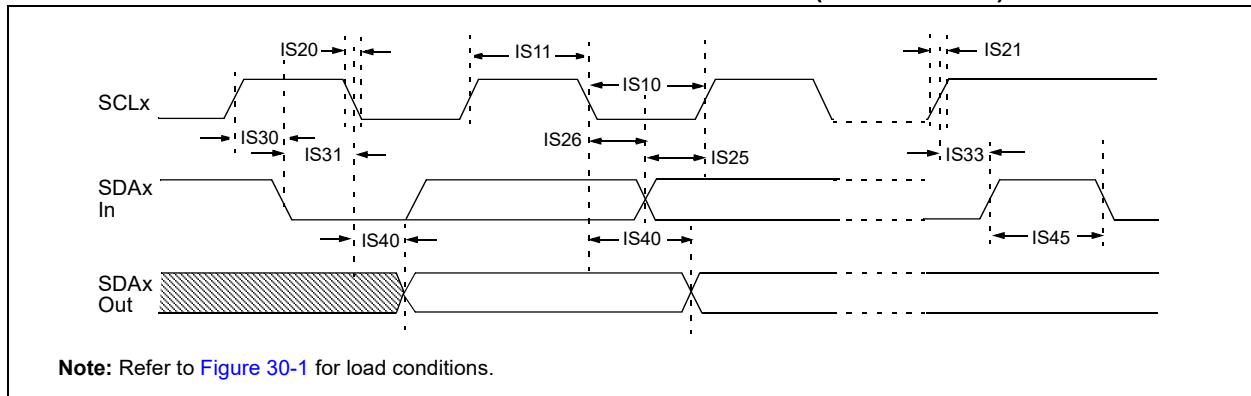 IS20
IS11
IS21
IS10
SCLx
IS30
IS26
IS31
IS25
IS33
SDAx
In
IS40
IS40
IS45
SDAx
Out
Note: Refer to Figure 30-1 for load conditions.